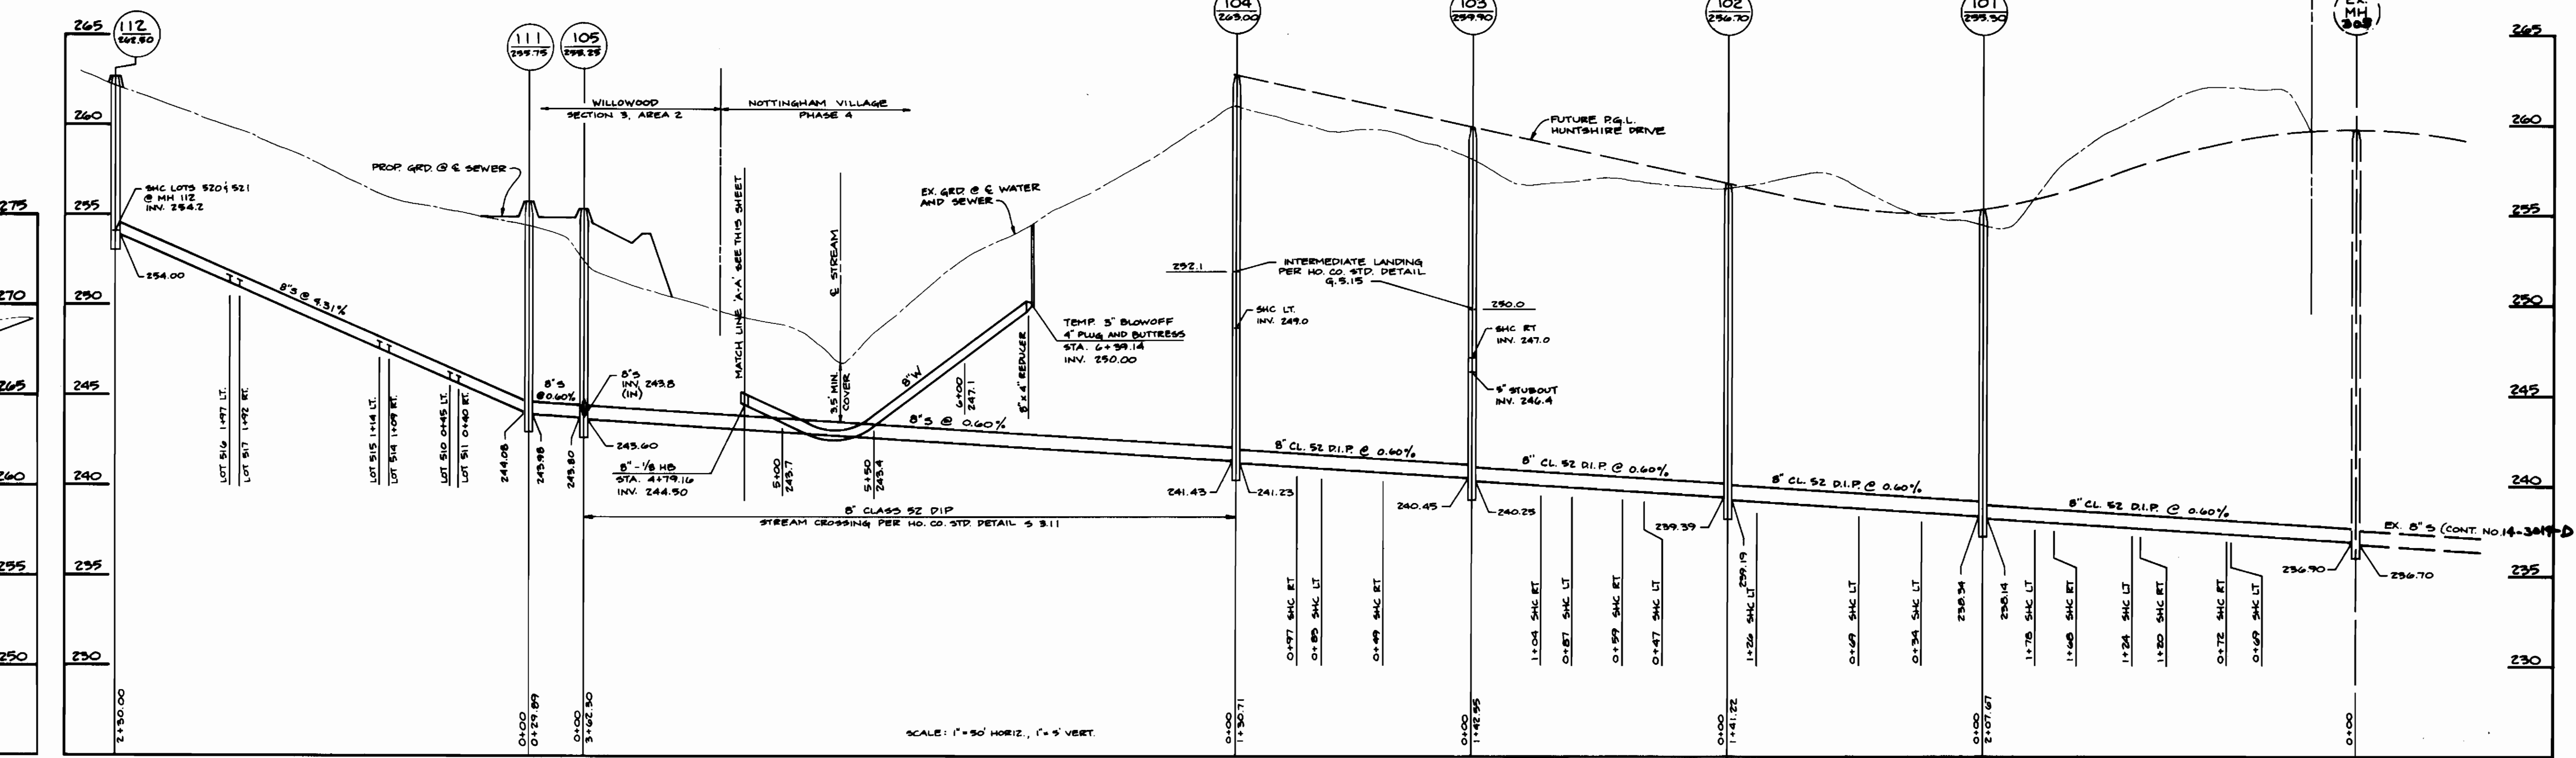 112
262.50
111
255.75
105
255.25
104
263.00
103
259.90
102
256.70
101
255.30
EX.
MH
265
260
255
250
245
240
235
230
275
270
265
260
255
250
WILLOWOOD
SECTION 3, AREA 2
NOTTINGHAM VILLAGE
PHASE 4
PROP. GRD. @ ℄ SEWER
SHC LOTS 520 & 521
@ MH 112
INV. 254.2
254.00
8"S @ 4.31%
LOT 516 1+97 LT.
LOT 517 1+92 RT.
LOT 515 1+14 LT.
LOT 514 1+09 RT.
LOT 510 0+45 LT.
LOT 511 0+40 RT.
244.08
243.98
243.80
8"S
@ 0.60%
8"S
INV. 243.8
(IN)
243.60
MATCH LINE 'A-A' SEE THIS SHEET
℄ STREAM
3.5' MIN.
COVER
8"-1/8 HB
STA. 4+79.16
INV. 244.50
5+00
243.7
5+50
243.4
8"W
8"S @ 0.60%
6+00
247.1
8" x 4" REDUCER
EX. GRD. @ ℄ WATER
AND SEWER
TEMP. 3" BLOWOFF
4" PLUG AND BUTTRESS
STA. 6+39.14
INV. 250.00
8" CLASS 52 DIP
STREAM CROSSING PER HO. CO. STD. DETAIL S 3.11
252.1
INTERMEDIATE LANDING
PER HO. CO. STD. DETAIL
G.5.15
250.0
SHC LT.
INV. 249.0
SHC RT
INV. 247.0
8" STUBOUT
INV. 246.4
FUTURE P.G.L.
HUNTSHIRE DRIVE
241.43
241.23
8" CL. 52 D.I.P. @ 0.60%
0+97 SHC RT
0+83 SHC LT
0+49 SHC RT
240.45
240.25
8" CL. 52 D.I.P. @ 0.60%
1+04 SHC RT
0+87 SHC LT
0+59 SHC RT
0+47 SHC LT
239.39
239.19
1+26 SHC LT
8" CL. 52 D.I.P. @ 0.60%
0+69 SHC LT
0+34 SHC LT
238.34
238.14
8" CL. 52 D.I.P. @ 0.60%
1+78 SHC LT
1+68 SHC RT
1+24 SHC LT
1+20 SHC RT
0+72 SHC RT
0+69 SHC LT
236.90
236.70
EX. 8"S (CONT. NO. 14-3019-D
265
260
255
250
245
240
235
230
2+30.00
0+00
0+29.89
0+00
3+62.30
SCALE: 1"=50' HORIZ., 1"=5' VERT.
0+00
1+30.71
0+00
1+42.55
0+00
1+41.22
0+00
2+07.67
0+00